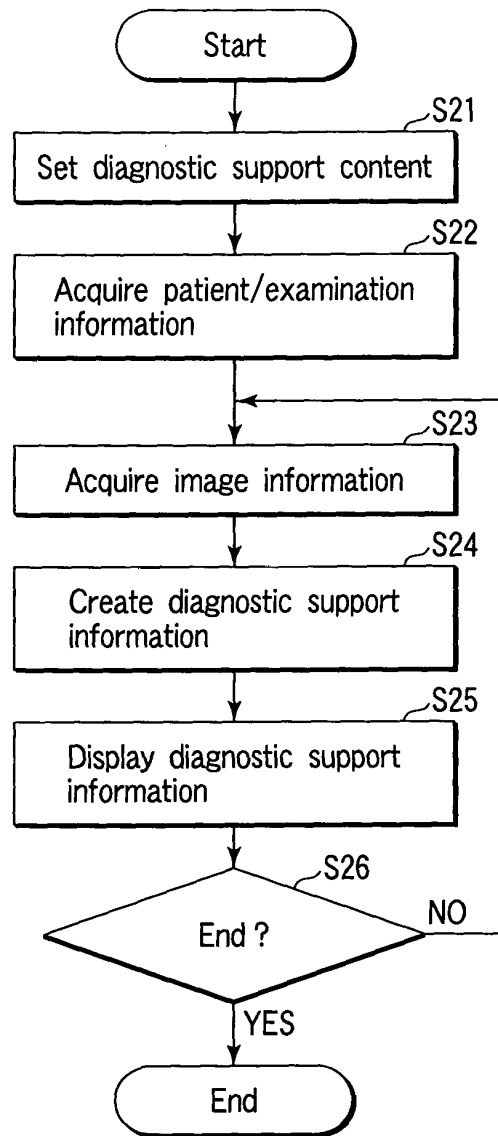 Start
S21
Set diagnostic support content
S22
Acquire patient/examination
information
S23
Acquire image information
S24
Create diagnostic support
information
S25
Display diagnostic support
information
S26
End ?
NO
YES
End